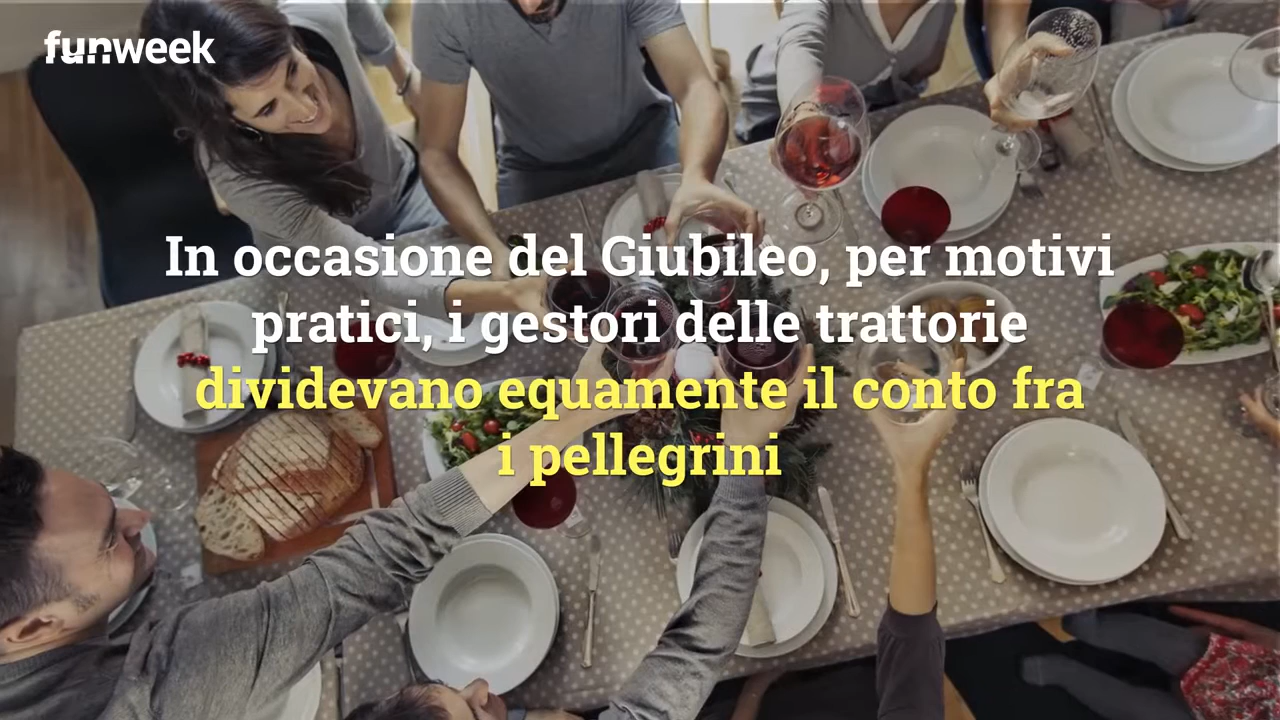 funweek
In occasione del Giubileo, per motivi
pratici, i gestori delle trattorie
dividevano equamente il conto fra
i pellegrini